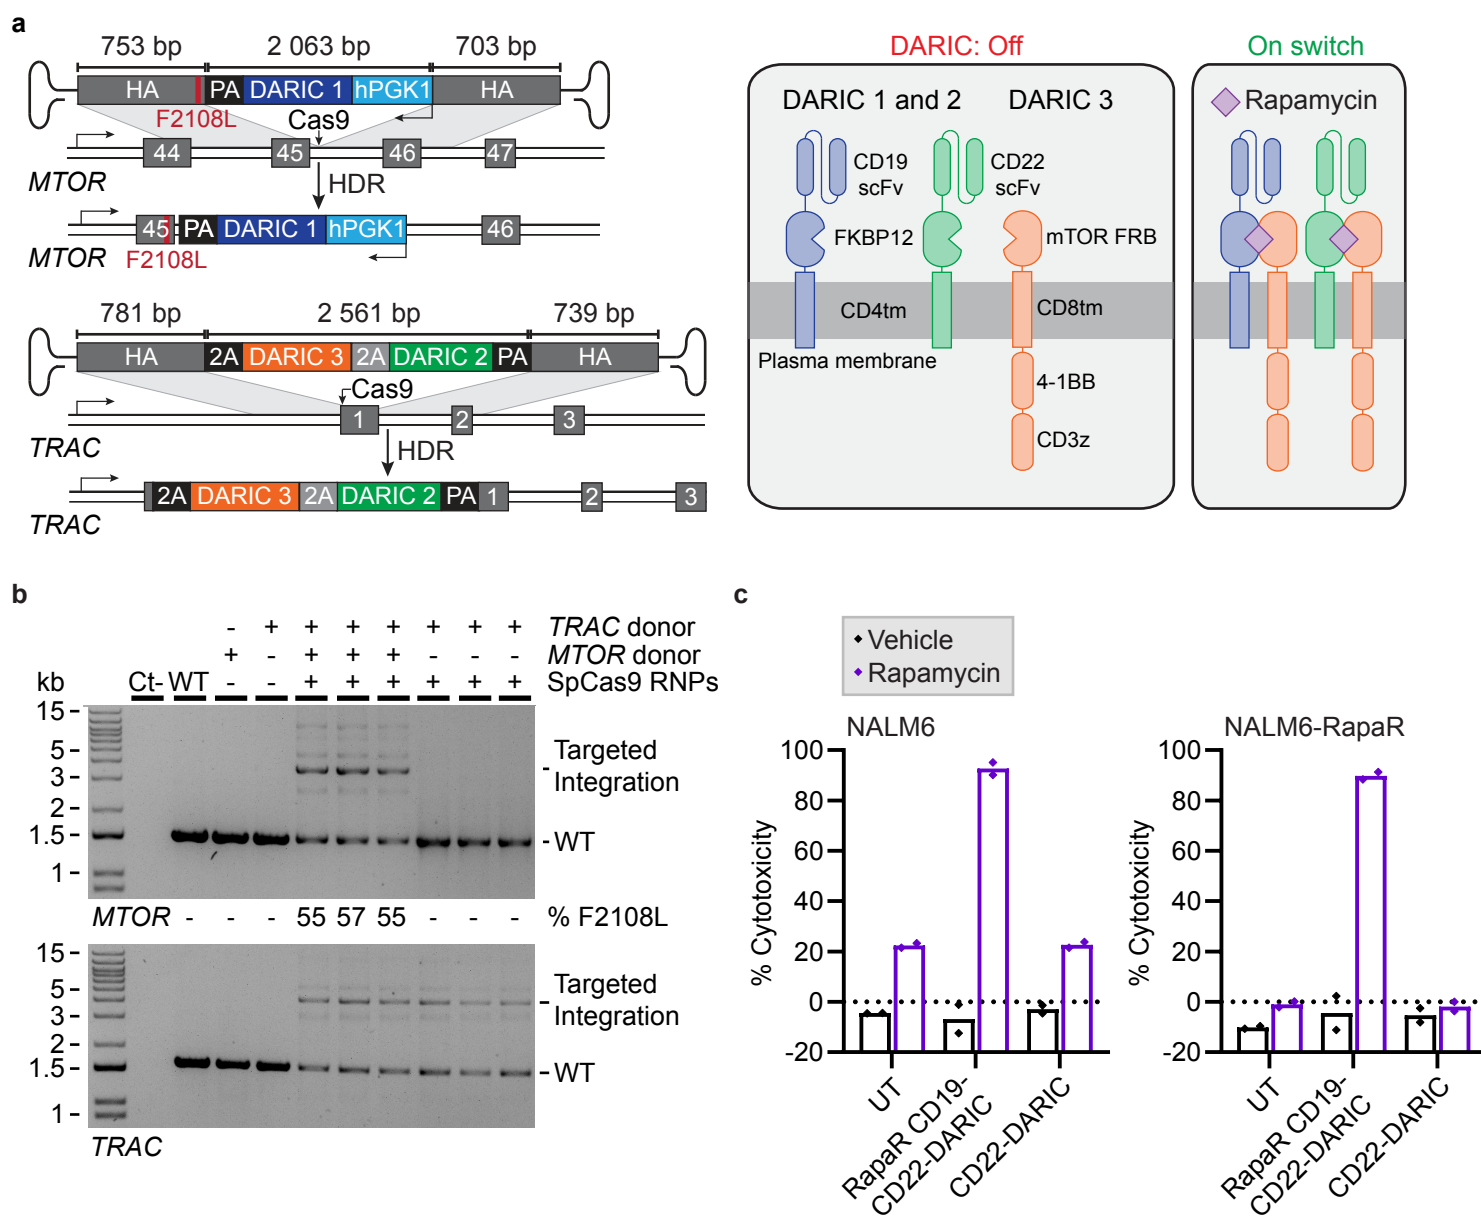 a
753 bp 2 063 bp 703 bp
HA PA DARIC 1 hPGK1 HA
F2108L Cas9
44 45 46 47
MTOR
HDR
45 PA DARIC 1 hPGK1 46
MTOR F2108L
781 bp 2 561 bp 739 bp
HA 2A DARIC 3 2A DARIC 2 PA HA
Cas9
1 2 3
TRAC
HDR
2A DARIC 3 2A DARIC 2 PA 1 2 3
TRAC
DARIC: Off
On switch
DARIC 1 and 2 DARIC 3
Rapamycin
CD19
scFv
CD22
scFv
FKBP12
mTOR FRB
CD4tm
CD8tm
Plasma membrane
4-1BB
CD3z
b
- + + + + + + + TRAC donor
+ - + + + - - - MTOR donor
kb Ct- WT - - + + + + + + SpCas9 RNPs
15
5
3
2
1.5
1
Targeted
Integration
WT
MTOR - - - 55 57 55 - - - % F2108L
15
5
3
2
1.5
1
Targeted
Integration
WT
TRAC
c
Vehicle
Rapamycin
NALM6
% Cytotoxicity
100
80
60
40
20
0
-20
UT
RapaR CD19-
CD22-DARIC
CD22-DARIC
NALM6-RapaR
% Cytotoxicity
100
80
60
40
20
0
-20
UT
RapaR CD19-
CD22-DARIC
CD22-DARIC